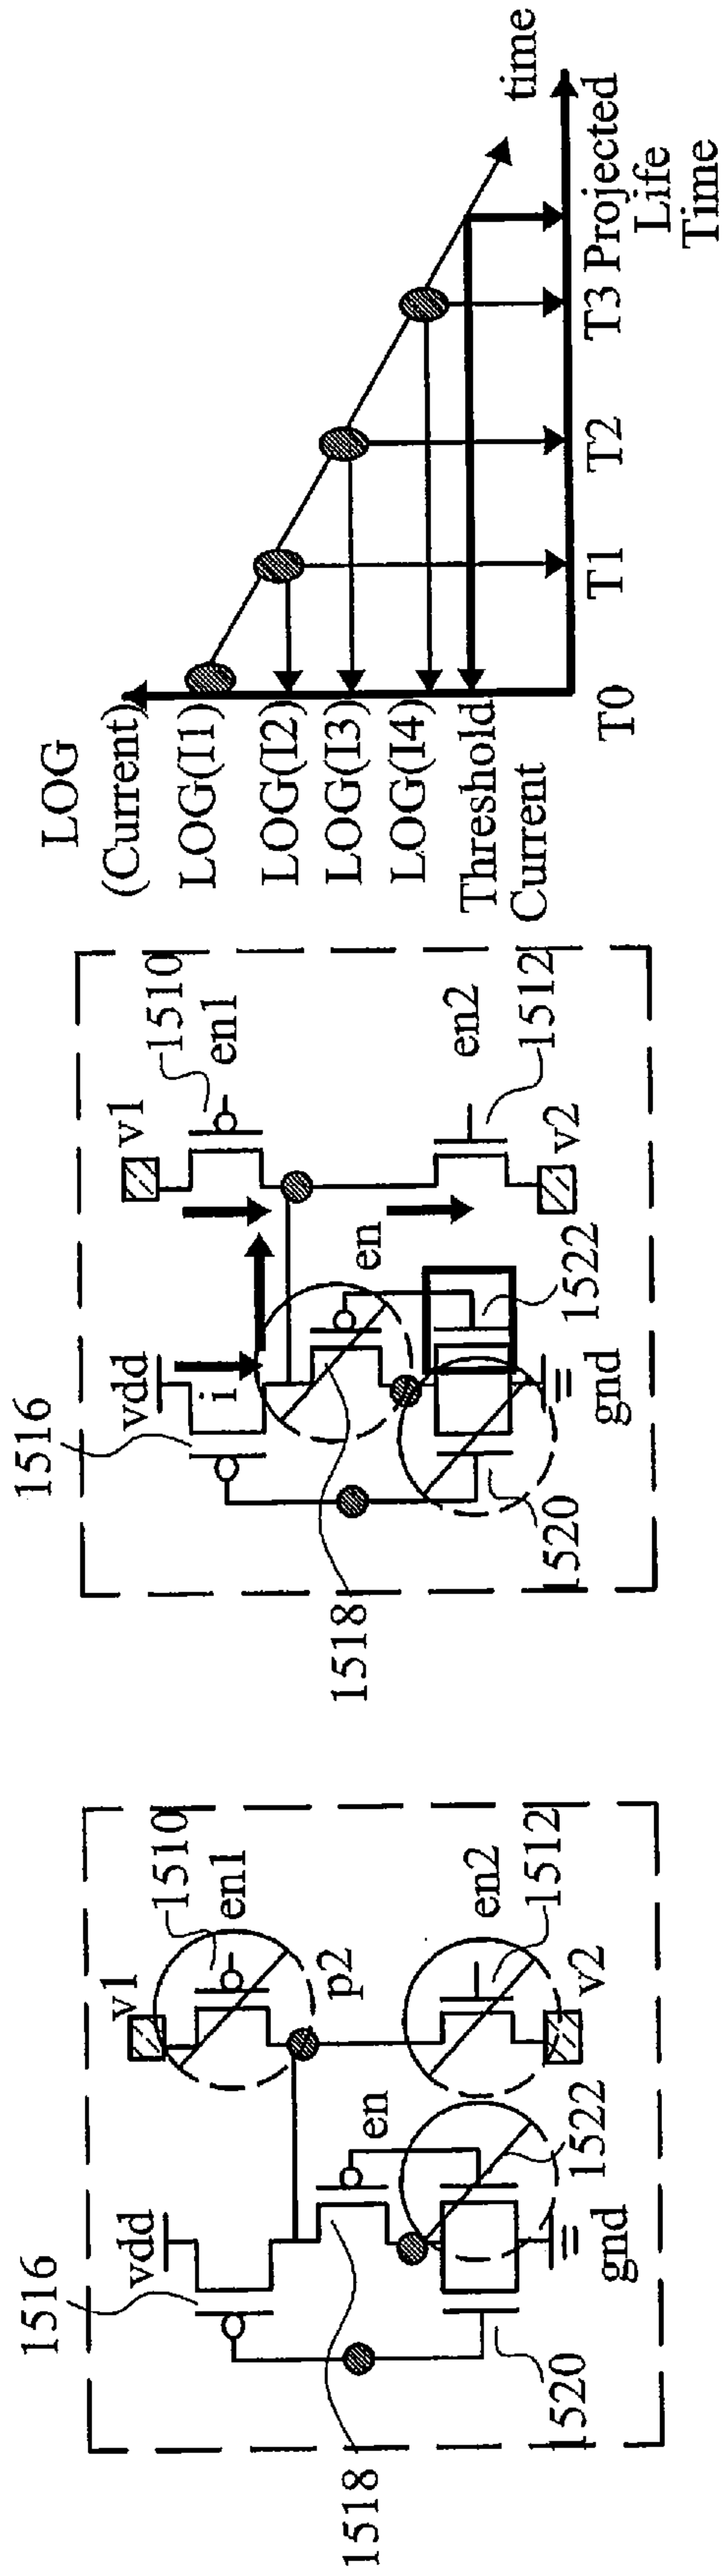 1516
vdd
v1
1510
en1
p2
en
en2
1518
1520
1522
gnd
v2
1512
1516
vdd
i
v1
1510
en1
en
en2
1518
1520
1522
gnd
v2
1512
LOG
(Current)
LOG(I1)
LOG(I2)
LOG(I3)
LOG(I4)
Threshold
Current
time
T0
T1
T2
T3
Projected
Life
Time